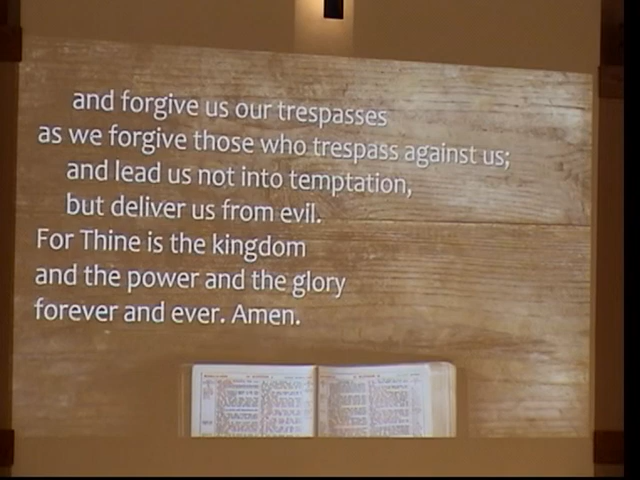 and forgive us our trespasses
as we forgive those who trespass against us;
and lead us not into temptation,
but deliver us from evil.
For Thine is the kingdom
and the power and the glory
forever and ever. Amen.